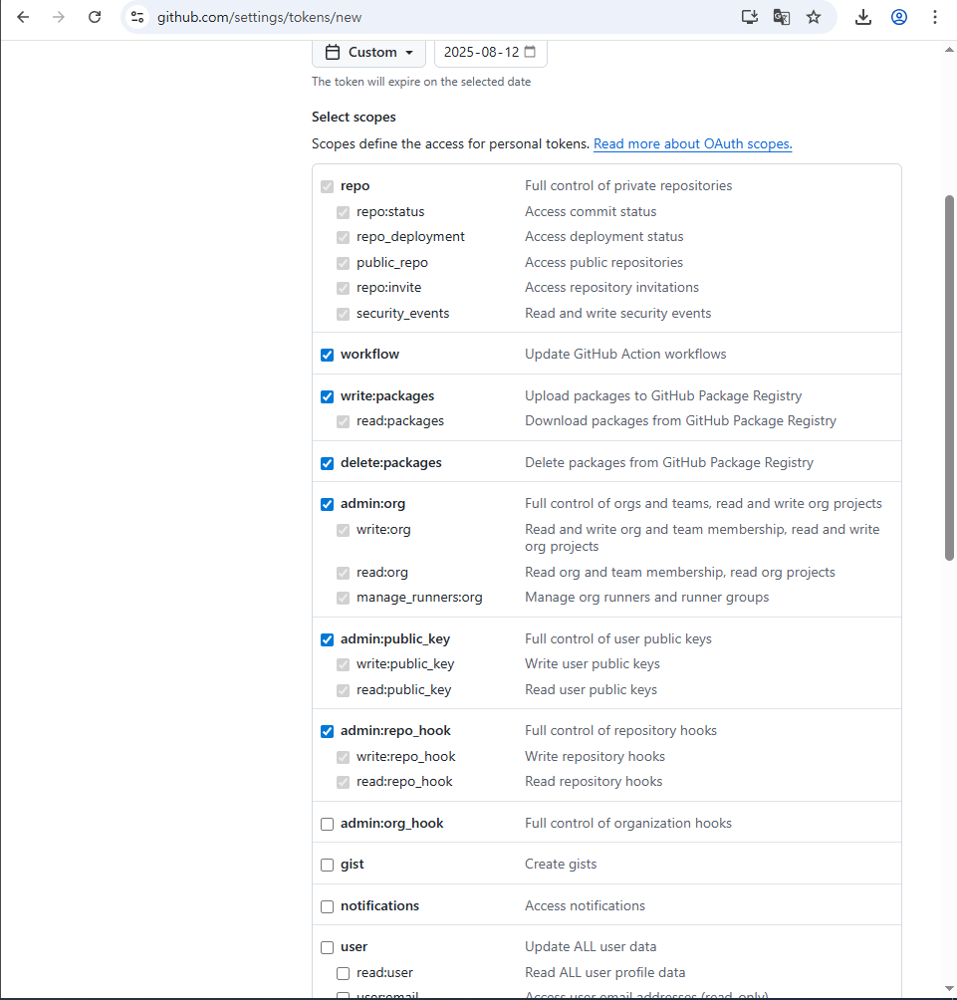 github.com/settings/tokens/new
Custom 2025-08-12
The token will expire on the selected date
Select scopes
Scopes define the access for personal tokens. Read more about OAuth scopes.
repo Full control of private repositories
repo:status Access commit status
repo_deployment Access deployment status
public_repo Access public repositories
repo:invite Access repository invitations
security_events Read and write security events
workflow Update GitHub Action workflows
write:packages Upload packages to GitHub Package Registry
read:packages Download packages from GitHub Package Registry
delete:packages Delete packages from GitHub Package Registry
admin:org Full control of orgs and teams, read and write org projects
write:org Read and write org and team membership, read and write
org projects
read:org Read org and team membership, read org projects
manage_runners:org Manage org runners and runner groups
admin:public_key Full control of user public keys
write:public_key Write user public keys
read:public_key Read user public keys
admin:repo_hook Full control of repository hooks
write:repo_hook Write repository hooks
read:repo_hook Read repository hooks
admin:org_hook Full control of organization hooks
gist Create gists
notifications Access notifications
user Update ALL user data
read:user Read ALL user profile data
user:email Access user email addresses (read-only)